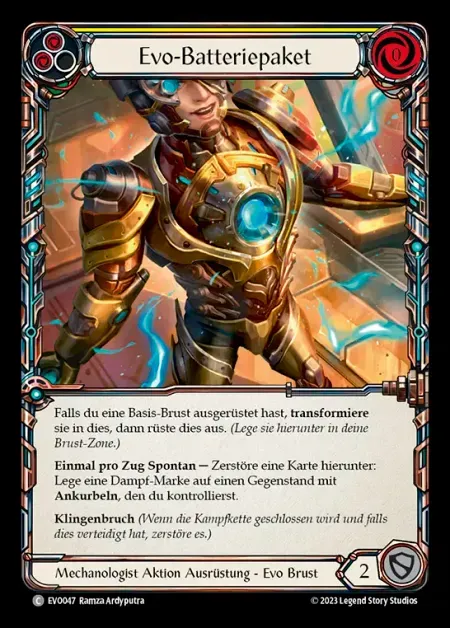 Evo-Batteriepaket
0
Falls du eine Basis-Brust ausgerüstet hast, transformiere
sie in dies, dann rüste dies aus. (Lege sie hierunter in deine
Brust-Zone.)
Einmal pro Zug Spontan — Zerstöre eine Karte hierunter:
Lege eine Dampf-Marke auf einen Gegenstand mit
Ankurbeln, den du kontrollierst.
Klingenbruch (Wenn die Kampfkette geschlossen wird und falls
dies verteidigt hat, zerstöre es.)
Mechanologist Aktion Ausrüstung - Evo Brust
2
C EVO047 Ramza Ardyputra
© 2023 Legend Story Studios